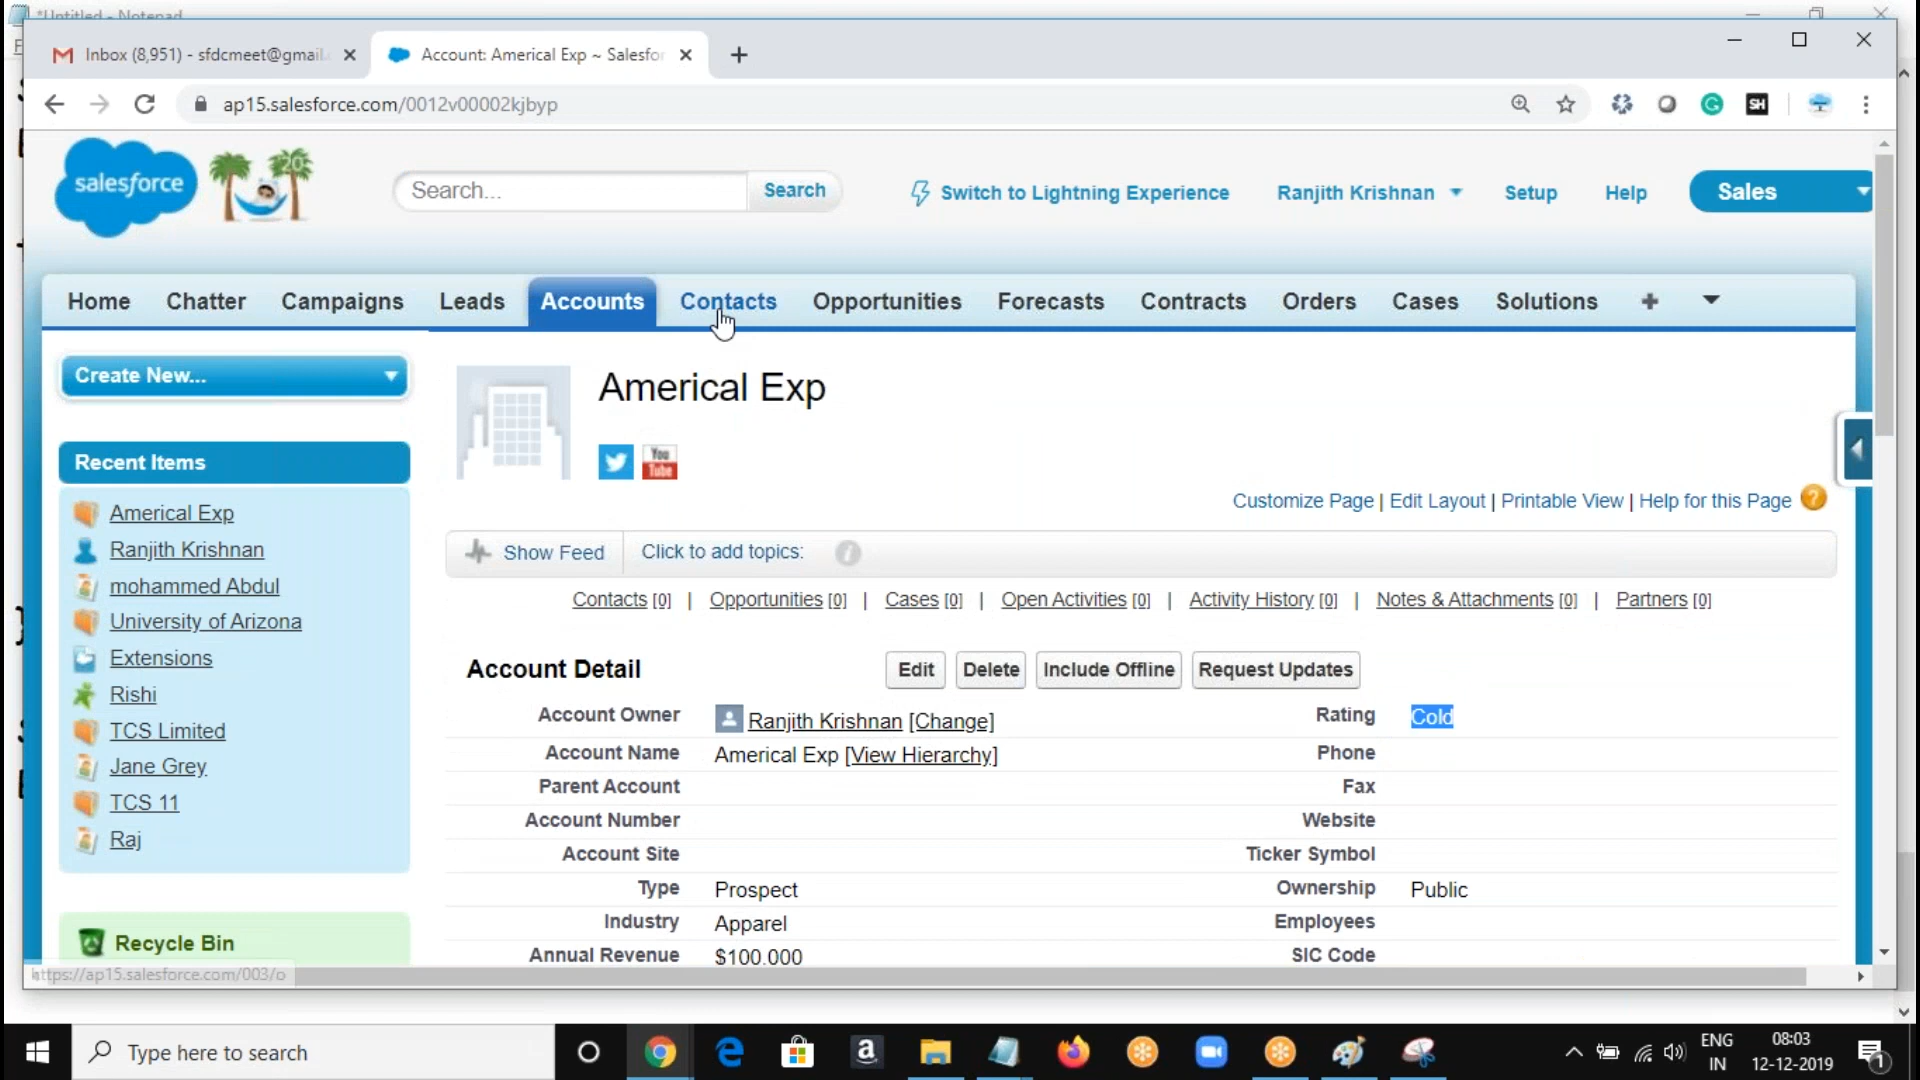 *Untitled - Notepad
Inbox (8,951) - sfdcmeet@gmail.
Account: Americal Exp ~ Salesfor
ap15.salesforce.com/0012v00002kjbyp
SH
salesforce
20
Search...
Search
Switch to Lightning Experience
Ranjith Krishnan
Setup
Help
Sales
Home
Chatter
Campaigns
Leads
Accounts
Contacts
Opportunities
Forecasts
Contracts
Orders
Cases
Solutions
+
Create New...
Recent Items
Americal Exp
Ranjith Krishnan
mohammed Abdul
University of Arizona
Extensions
Rishi
TCS Limited
Jane Grey
TCS 11
Raj
Recycle Bin
Americal Exp
You
Tube
Customize Page | Edit Layout | Printable View | Help for this Page ?
Show Feed
Click to add topics:
Contacts [0] | Opportunities [0] | Cases [0] | Open Activities [0] | Activity History [0] | Notes & Attachments [0] | Partners [0]
Account Detail
Edit
Delete
Include Offline
Request Updates
Account Owner Ranjith Krishnan [Change]
Rating Cold
Account Name Americal Exp [View Hierarchy]
Phone
Parent Account
Fax
Account Number
Website
Account Site
Ticker Symbol
Type Prospect
Ownership Public
Industry Apparel
Employees
Annual Revenue $100,000
SIC Code
https://ap15.salesforce.com/003/o
Type here to search
ENG
IN
08:03
12-12-2019
1